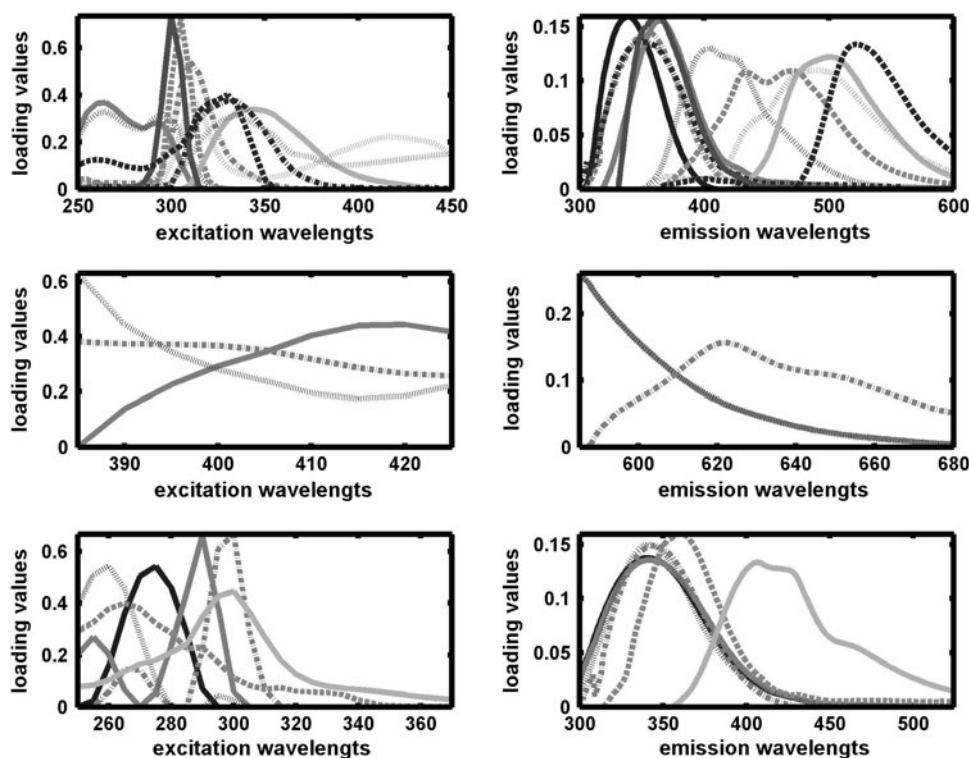 loading values
0.6
0.4
0.2
0
250 300 350 400 450
excitation wavelengts
loading values
0.15
0.1
0.05
0
300 400 500 600
emission wavelengts
loading values
0.6
0.4
0.2
0
390 400 410 420
excitation wavelengts
loading values
0.2
0.1
0
600 620 640 660 680
emission wavelengts
loading values
0.6
0.4
0.2
0
260 280 300 320 340 360
excitation wavelengts
loading values
0.15
0.1
0.05
0
300 350 400 450 500
emission wavelengts